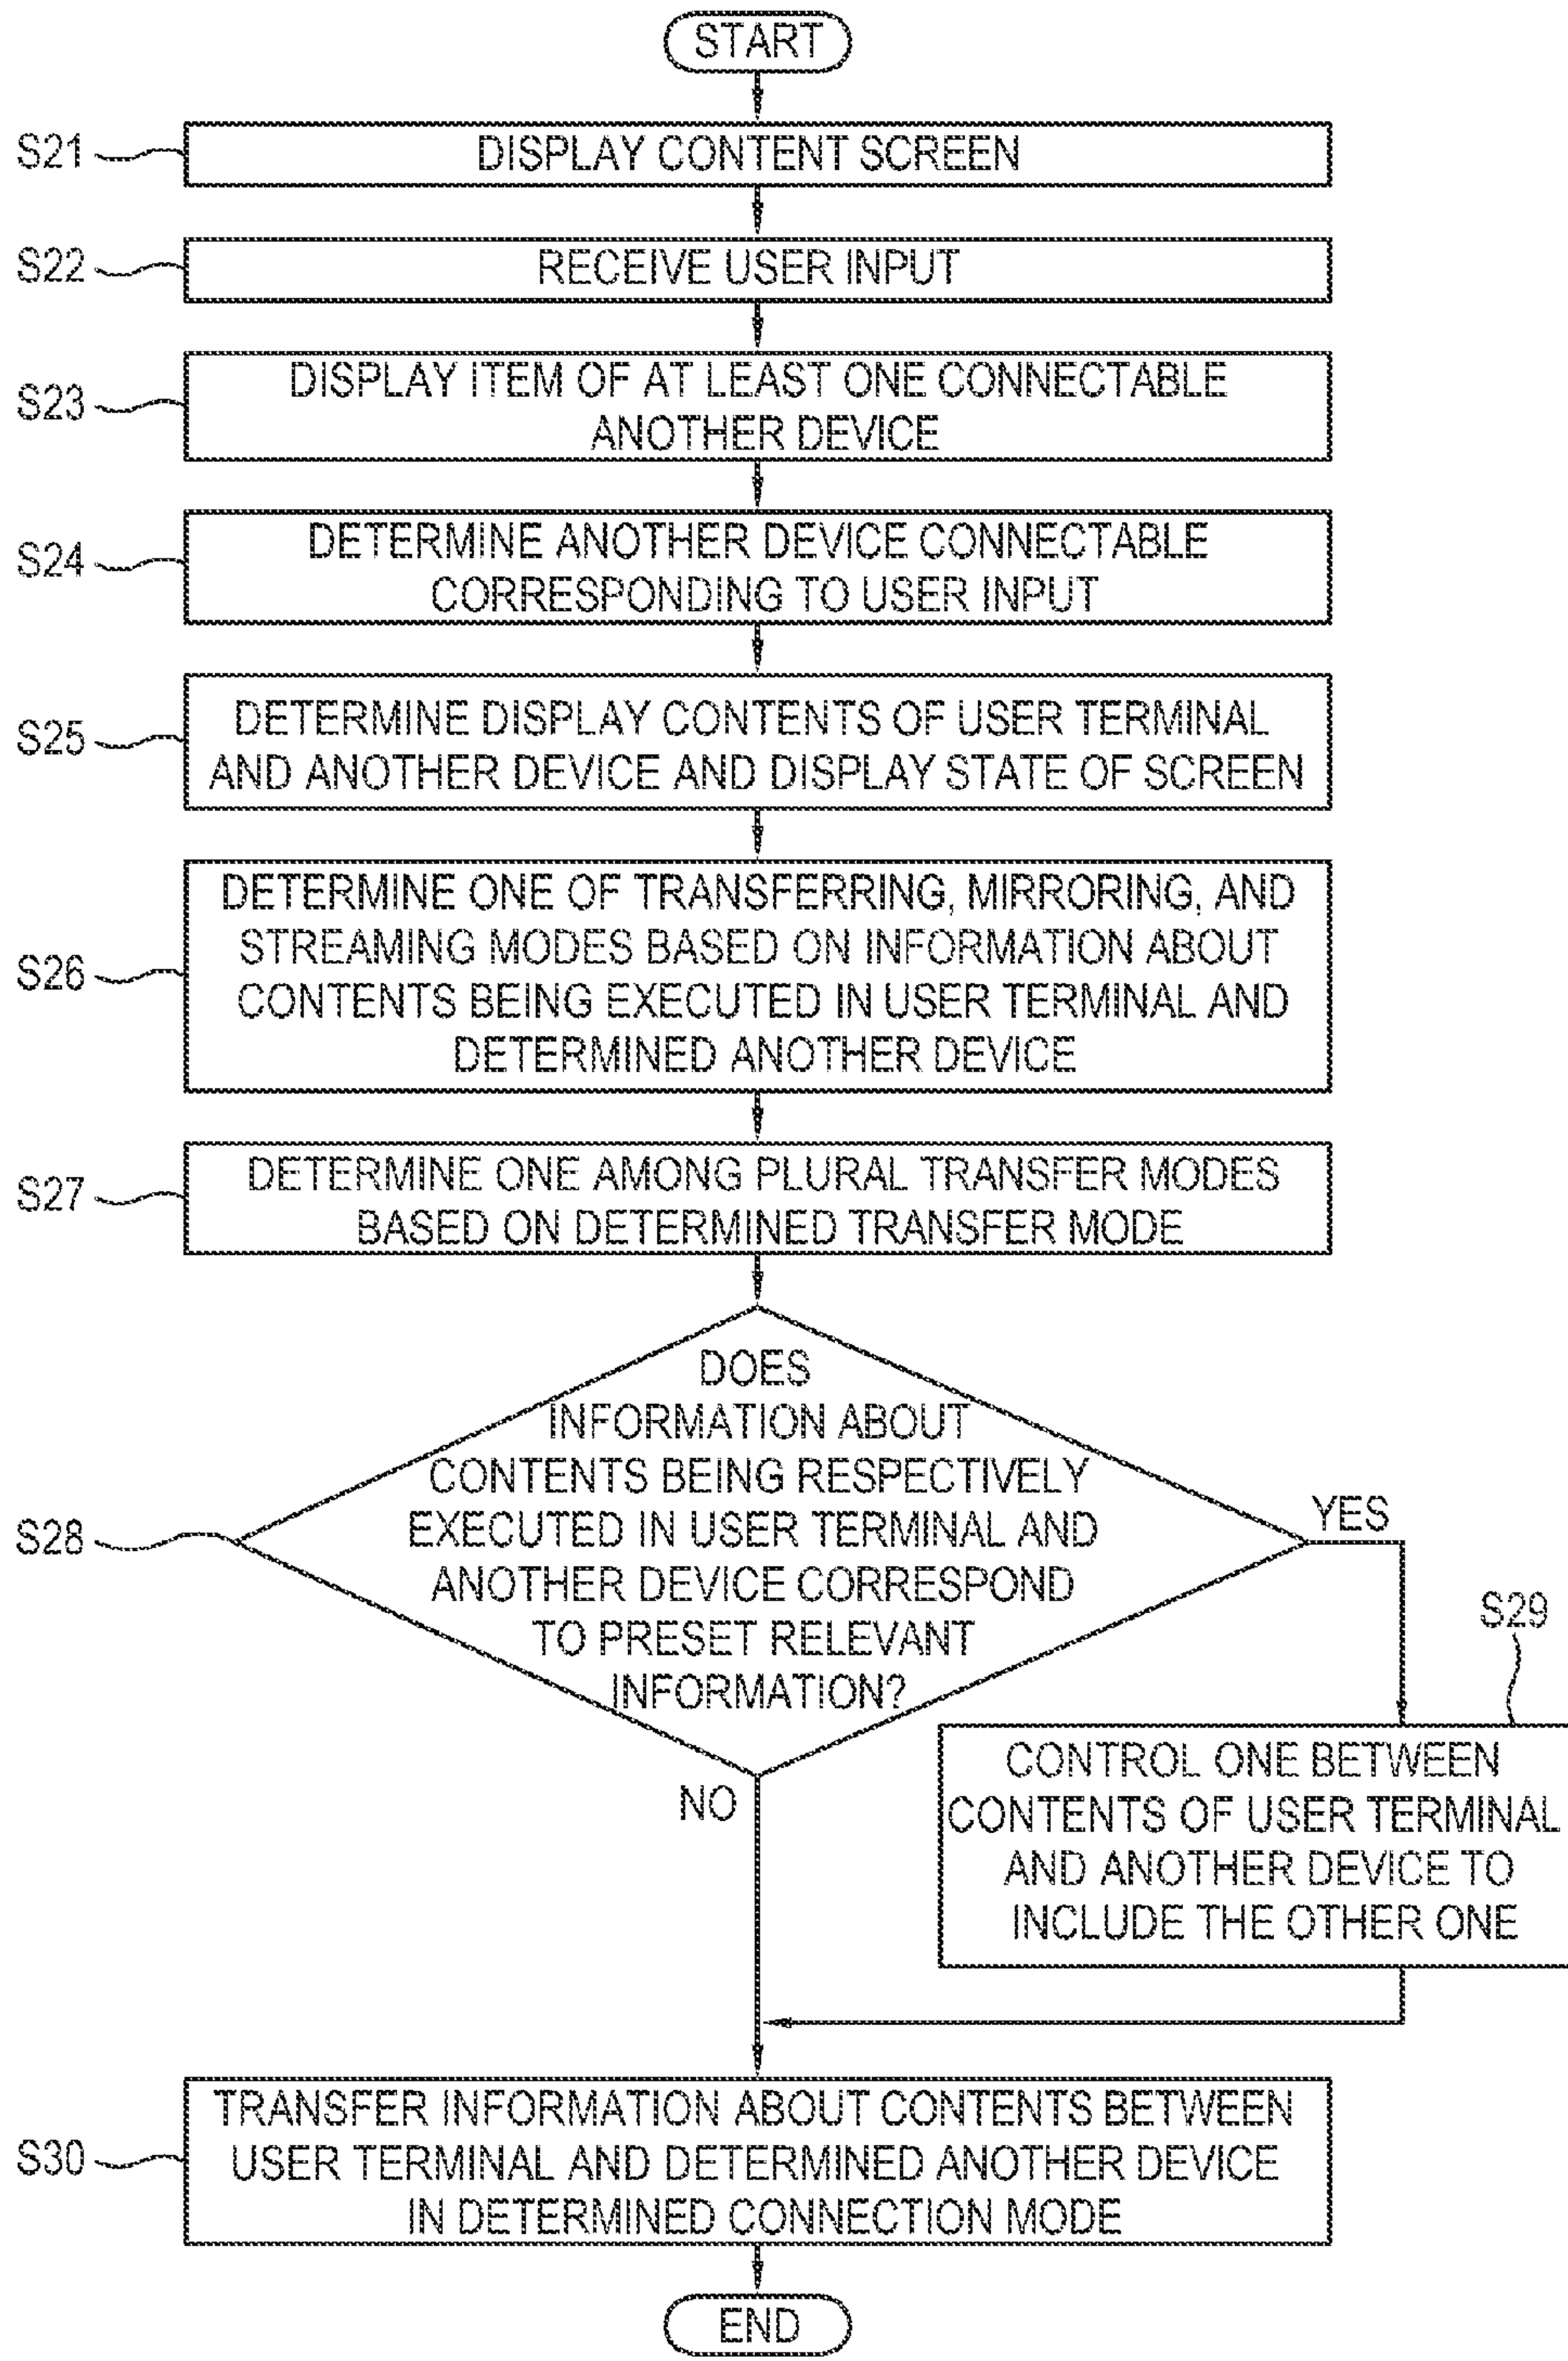 START
S21
DISPLAY CONTENT SCREEN
S22
RECEIVE USER INPUT
S23
DISPLAY ITEM OF AT LEAST ONE CONNECTABLE
ANOTHER DEVICE
S24
DETERMINE ANOTHER DEVICE CONNECTABLE
CORRESPONDING TO USER INPUT
S25
DETERMINE DISPLAY CONTENTS OF USER TERMINAL
AND ANOTHER DEVICE AND DISPLAY STATE OF SCREEN
S26
DETERMINE ONE OF TRANSFERRING, MIRRORING, AND
STREAMING MODES BASED ON INFORMATION ABOUT
CONTENTS BEING EXECUTED IN USER TERMINAL AND
DETERMINED ANOTHER DEVICE
S27
DETERMINE ONE AMONG PLURAL TRANSFER MODES
BASED ON DETERMINED TRANSFER MODE
S28
DOES
INFORMATION ABOUT
CONTENTS BEING RESPECTIVELY
EXECUTED IN USER TERMINAL AND
ANOTHER DEVICE CORRESPOND
TO PRESET RELEVANT
INFORMATION?
YES
S29
CONTROL ONE BETWEEN
CONTENTS OF USER TERMINAL
AND ANOTHER DEVICE TO
INCLUDE THE OTHER ONE
NO
S30
TRANSFER INFORMATION ABOUT CONTENTS BETWEEN
USER TERMINAL AND DETERMINED ANOTHER DEVICE
IN DETERMINED CONNECTION MODE
END